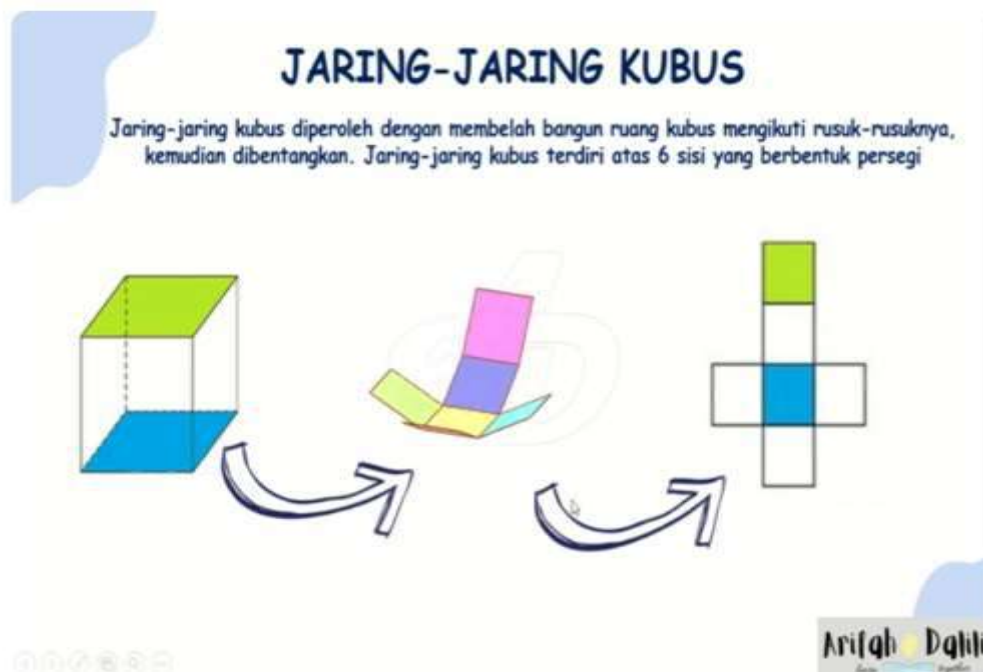 JARING-JARING KUBUS
Jaring-jaring kubus diperoleh dengan membelah bangun ruang kubus mengikuti rusuk-rusuknya,
kemudian dibentangkan. Jaring-jaring kubus terdiri atas 6 sisi yang berbentuk persegi
Arifah Dalili